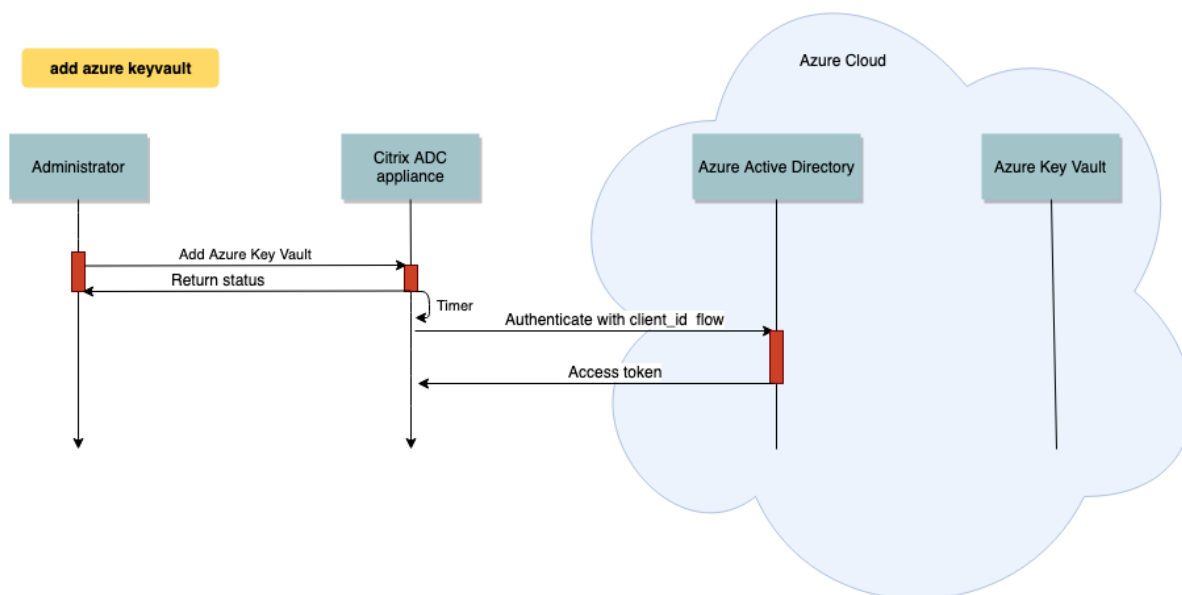 add azure keyvault
Azure Cloud
Administrator
Citrix ADC
appliance
Azure Active Directory
Azure Key Vault
Add Azure Key Vault
Return status
Timer
Authenticate with client_id flow
Access token